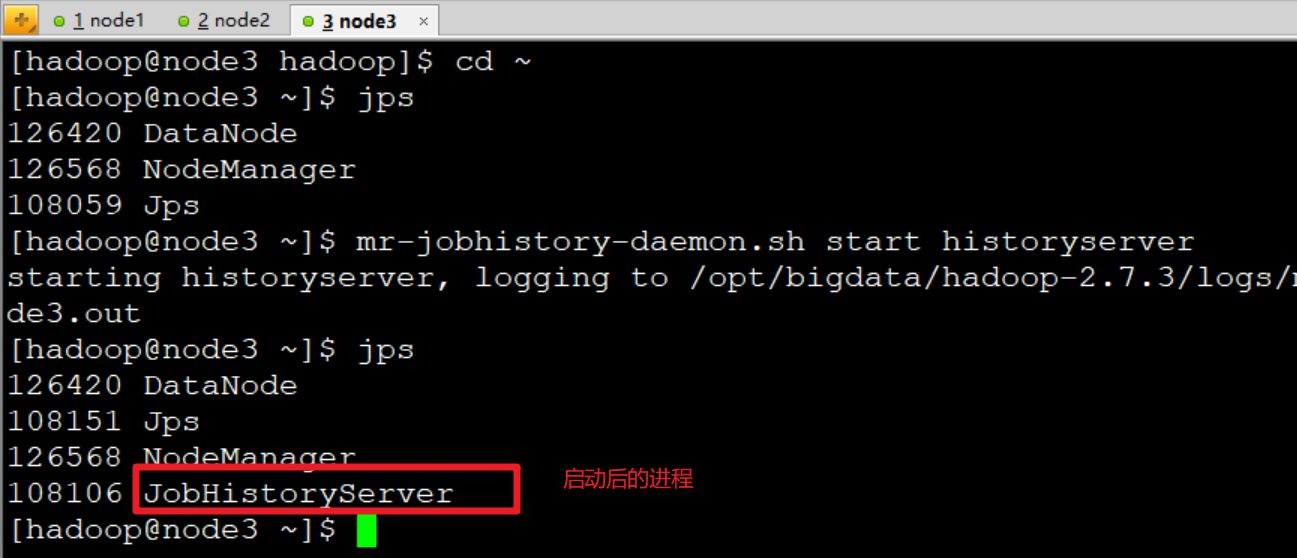 1 node1 2 node2 3 node3 ×
[hadoop@node3 hadoop]$ cd ~
[hadoop@node3 ~]$ jps
126420 DataNode
126568 NodeManager
108059 Jps
[hadoop@node3 ~]$ mr-jobhistory-daemon.sh start historyserver
starting historyserver, logging to /opt/bigdata/hadoop-2.7.3/logs/
de3.out
[hadoop@node3 ~]$ jps
126420 DataNode
108151 Jps
126568 NodeManager
108106 JobHistoryServer 启动后的进程
[hadoop@node3 ~]$